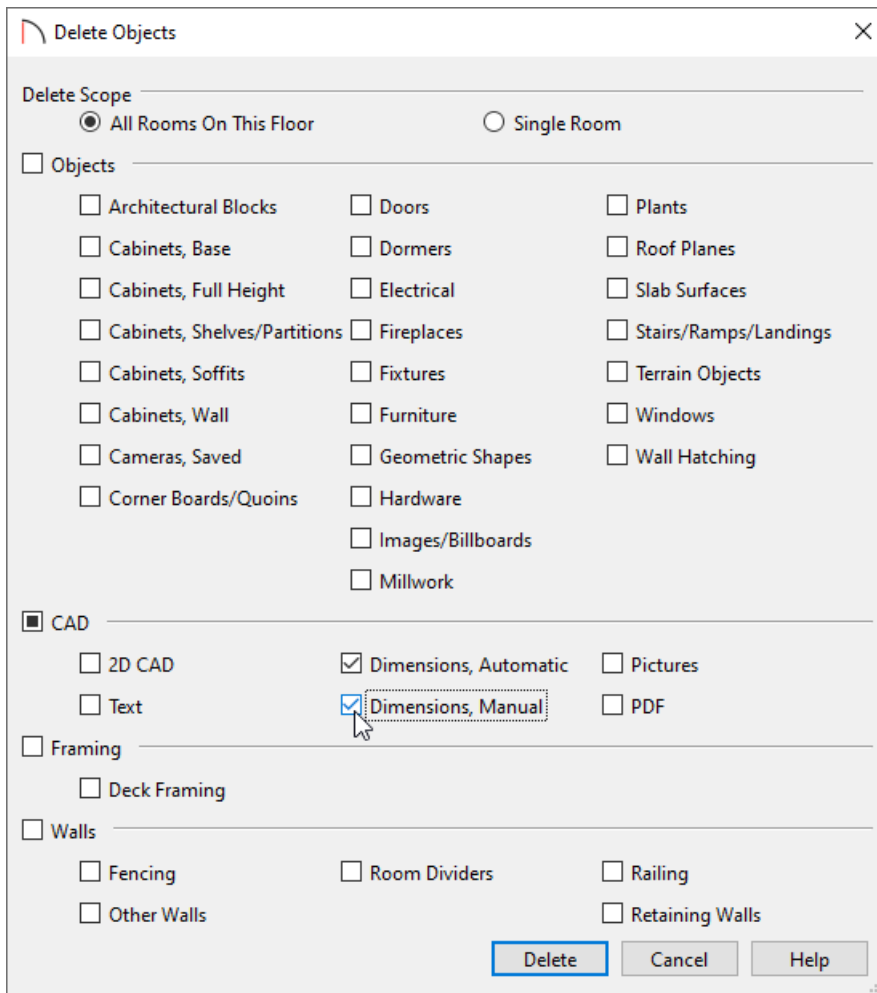 Delete Objects
Delete Scope
All Rooms On This Floor Single Room
Objects
Architectural Blocks Doors Plants
Cabinets, Base Dormers Roof Planes
Cabinets, Full Height Electrical Slab Surfaces
Cabinets, Shelves/Partitions Fireplaces Stairs/Ramps/Landings
Cabinets, Soffits Fixtures Terrain Objects
Cabinets, Wall Furniture Windows
Cameras, Saved Geometric Shapes Wall Hatching
Corner Boards/Quoins Hardware
Images/Billboards
Millwork
CAD
2D CAD Dimensions, Automatic Pictures
Text Dimensions, Manual PDF
Framing
Deck Framing
Walls
Fencing Room Dividers Railing
Other Walls Retaining Walls
Delete Cancel Help